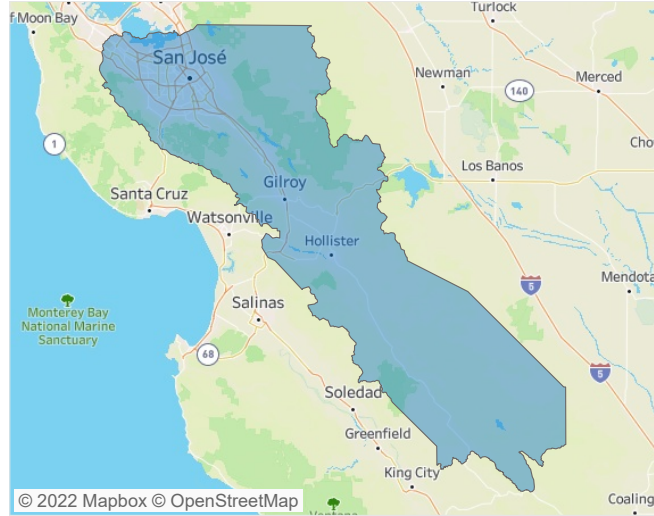 f Moon Bay
Turlock
San José
Newman
Merced
140
1
Cho
Los Banos
Gilroy
Santa Cruz
Watsonville
Hollister
5
Mendota
Salinas
Monterey Bay
National Marine
Sanctuary
68
5
Soledad
Greenfield
King City
Coaling
© 2022 Mapbox © OpenStreetMap
Ventana